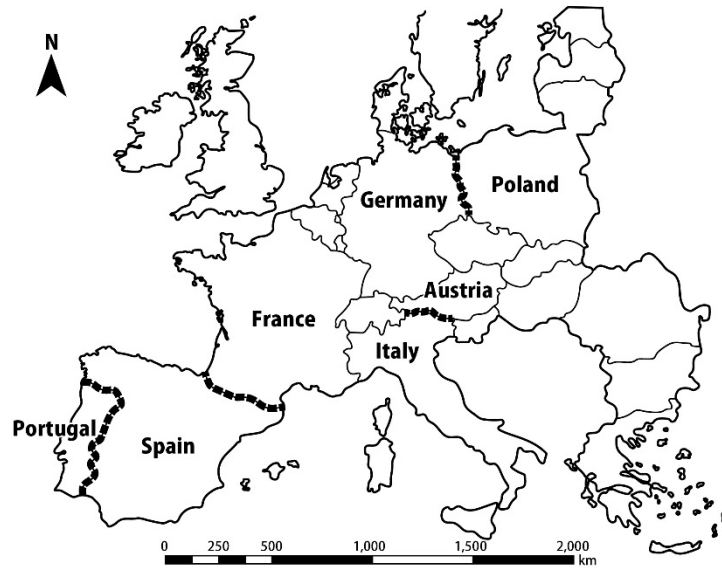 N
Poland
Germany
Austria
France
Italy
Portugal
Spain
0 250 500 1,000 1,500 2,000
km